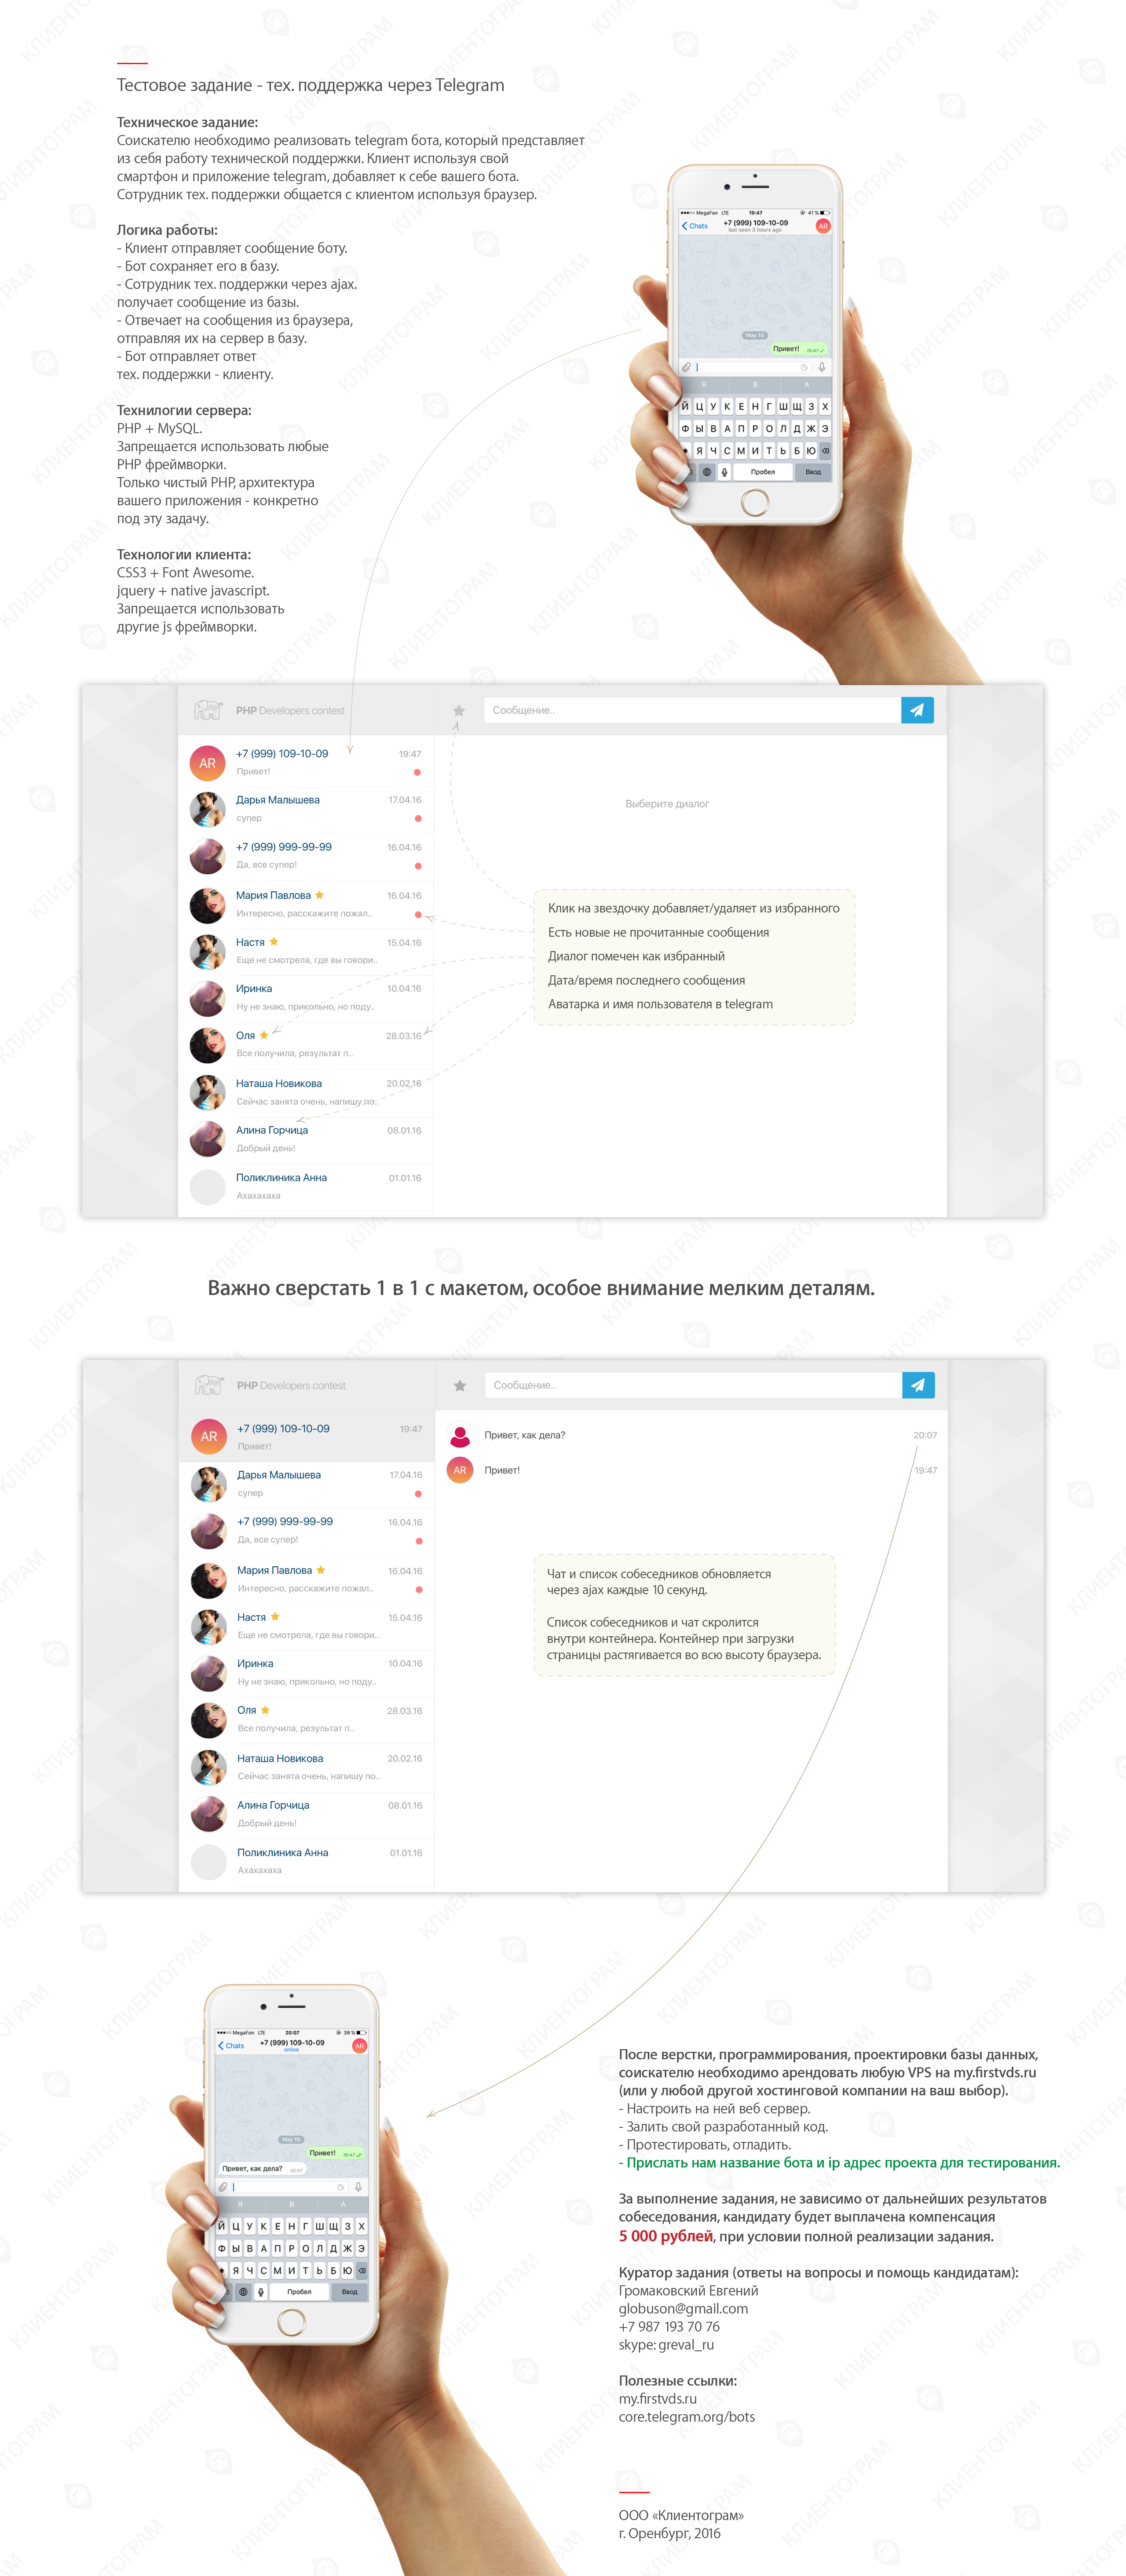 Тестовое задание - тех. поддержка через Telegram
Техническое задание:
Соискателю необходимо реализовать telegram бота, который представляет
из себя работу технической поддержки. Клиент используя свой
смартфон и приложение telegram, добавляет к себе вашего бота.
Сотрудник тех. поддержки общается с клиентом используя браузер.
Логика работы:
- Клиент отправляет сообщение боту.
- Бот сохраняет его в базу.
- Сотрудник тех. поддержки через ajax.
получает сообщение из базы.
- Отвечает на сообщения из браузера,
отправляя их на сервер в базу.
- Бот отправляет ответ
тех. поддержки - клиенту.
Технилогии сервера:
PHP + MySQL.
Запрещается использовать любые
PHP фреймворки.
Только чистый PHP, архитектура
вашего приложения - конкретно
под эту задачу.
Технологии клиента:
CSS3 + Font Awesome.
jquery + native javascript.
Запрещается использовать
другие js фреймворки.
MegaFon LTE 19:47 41 %
Chats +7 (999) 109-10-09 AR
last seen 3 hours ago
May 15
Привет! 19:47
Я В А
Й Ц У К Е Н Г Ш Щ З Х
Ф Ы В А П Р О Л Д Ж Э
Я Ч С М И Т Ь Б Ю
Пробел Ввод
PHP Developers contest
Сообщение..
AR +7 (999) 109-10-09 19:47
Привет!
Дарья Малышева 17.04.16
супер
+7 (999) 999-99-99 16.04.16
Да, все супер!
Мария Павлова 16.04.16
Интересно, расскажите пожал..
Настя 15.04.16
Еще не смотрела, где вы говори..
Иринка 10.04.16
Ну не знаю, прикольно, но поду..
Оля 28.03.16
Все получила, результат п..
Наташа Новикова 20.02.16
Сейчас занята очень, напишу по..
Алина Горчица 08.01.16
Добрый день!
Поликлиника Анна 01.01.16
Ахахахаха
Выберите диалог
Клик на звездочку добавляет/удаляет из избранного
Есть новые не прочитанные сообщения
Диалог помечен как избранный
Дата/время последнего сообщения
Аватарка и имя пользователя в telegram
Важно сверстать 1 в 1 с макетом, особое внимание мелким деталям.
PHP Developers contest
Сообщение..
AR +7 (999) 109-10-09 19:47
Привет!
Дарья Малышева 17.04.16
супер
+7 (999) 999-99-99 16.04.16
Да, все супер!
Мария Павлова 16.04.16
Интересно, расскажите пожал..
Настя 15.04.16
Еще не смотрела, где вы говори..
Иринка 10.04.16
Ну не знаю, прикольно, но поду..
Оля 28.03.16
Все получила, результат п..
Наташа Новикова 20.02.16
Сейчас занята очень, напишу по..
Алина Горчица 08.01.16
Добрый день!
Поликлиника Анна 01.01.16
Ахахахаха
Привет, как дела? 20:07
AR Привет! 19:47
Чат и список собеседников обновляется
через ajax каждые 10 секунд.
Список собеседников и чат скролится
внутри контейнера. Контейнер при загрузки
страницы растягивается во всю высоту браузера.
MegaFon LTE 20:07 39 %
Chats +7 (999) 109-10-09 AR
online
May 15
Привет! 19:47
Привет, как дела? 20:07
Я В А
Й Ц У К Е Н Г Ш Щ З Х
Ф Ы В А П Р О Л Д Ж Э
Я Ч С М И Т Ь Б Ю
Пробел Ввод
После верстки, программирования, проектировки базы данных,
соискателю необходимо арендовать любую VPS на my.firstvds.ru
(или у любой другой хостинговой компании на ваш выбор).
- Настроить на ней веб сервер.
- Залить свой разработанный код.
- Протестировать, отладить.
- Прислать нам название бота и ip адрес проекта для тестирования.
За выполнение задания, не зависимо от дальнейших результатов
собеседования, кандидату будет выплачена компенсация
5 000 рублей, при условии полной реализации задания.
Куратор задания (ответы на вопросы и помощь кандидатам):
Громаковский Евгений
globuson@gmail.com
+7 987 193 70 76
skype: greval_ru
Полезные ссылки:
my.firstvds.ru
core.telegram.org/bots
ООО «Клиентограм»
г. Оренбург, 2016
КЛИЕНТОГРАМ